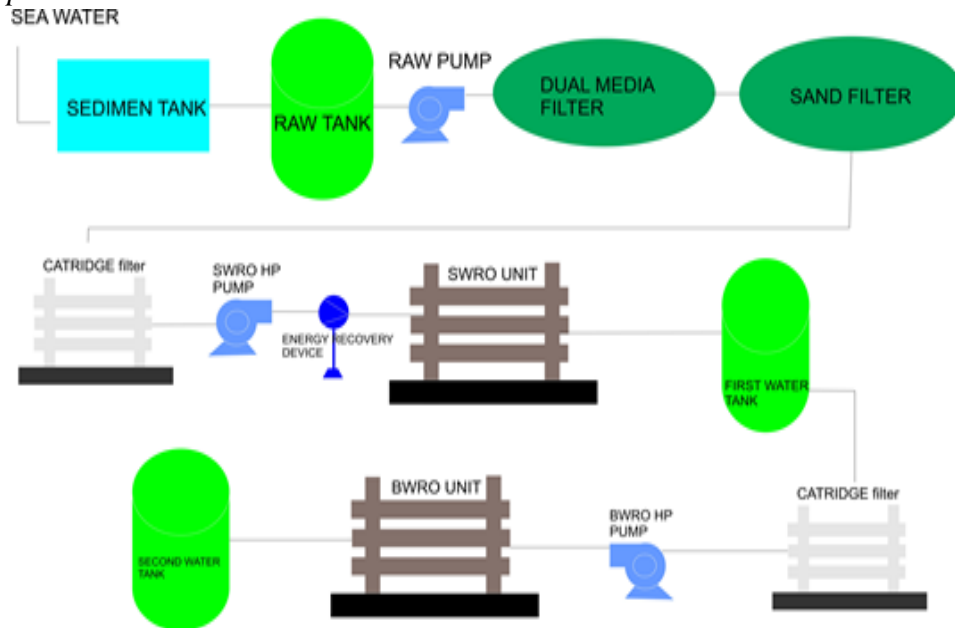 SEA WATER
SEDIMEN TANK
RAW TANK
RAW PUMP
DUAL MEDIA
FILTER
SAND FILTER
CATRIDGE filter
SWRO HP
PUMP
ENERGY RECOVERY
DEVICE
SWRO UNIT
FIRST WATER
TANK
SECOND WATER
TANK
BWRO UNIT
BWRO HP
PUMP
CATRIDGE filter